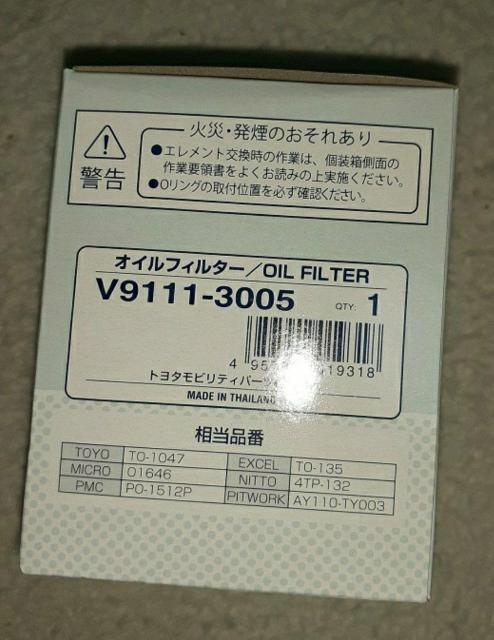 火災・発煙のおそれあり
警告
●エレメント交換時の作業は、個装箱側面の
作業要領書をよくお読みの上実施ください。
●Oリングの取付位置を必ず確認ください。
オイルフィルター/OIL FILTER
V9111-3005 QTY: 1
4 95 19318
トヨタモビリティパーツ
MADE IN THAILAND
相当品番
TOYO TO-1047 EXCEL TO-135
MICRO O1646 NITTO 4TP-132
PMC PO-1512P PITWORK AY110-TY003